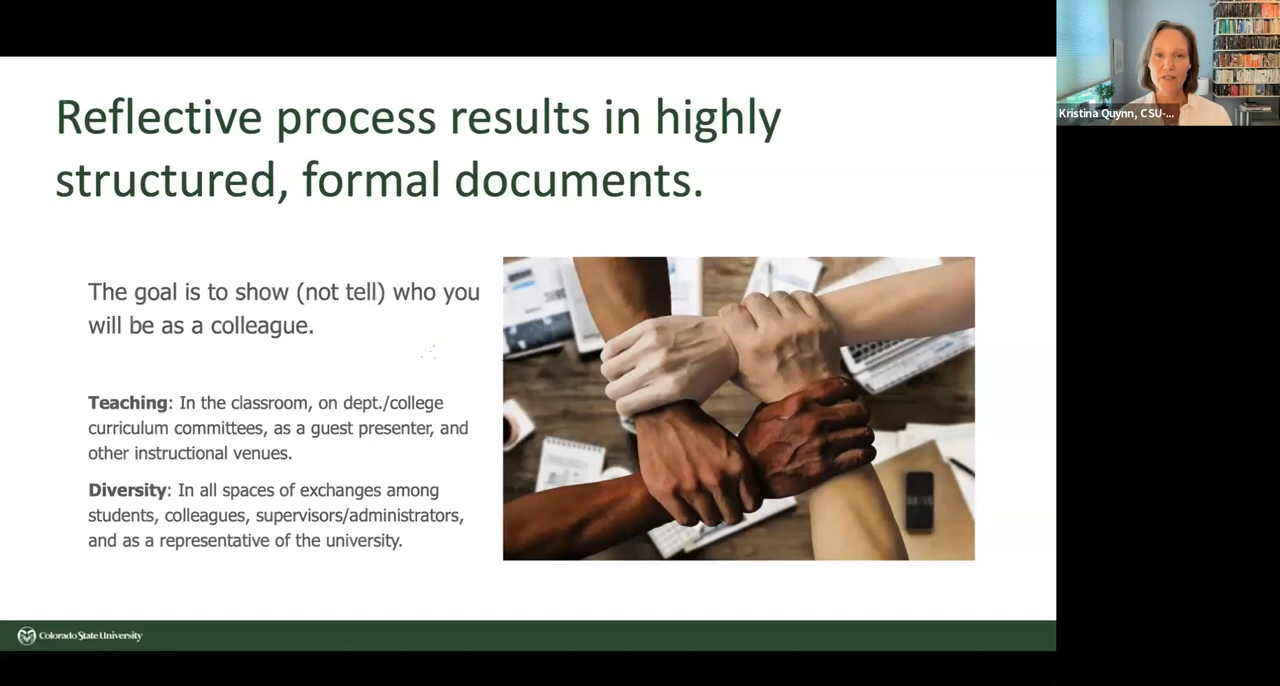 Reflective process results in highly
structured, formal documents.
The goal is to show (not tell) who you
will be as a colleague.
Teaching: In the classroom, on dept./college
curriculum committees, as a guest presenter, and
other instructional venues.
Diversity: In all spaces of exchanges among
students, colleagues, supervisors/administrators,
and as a representative of the university.
Colorado State University
Kristina Quynn, CSU-...